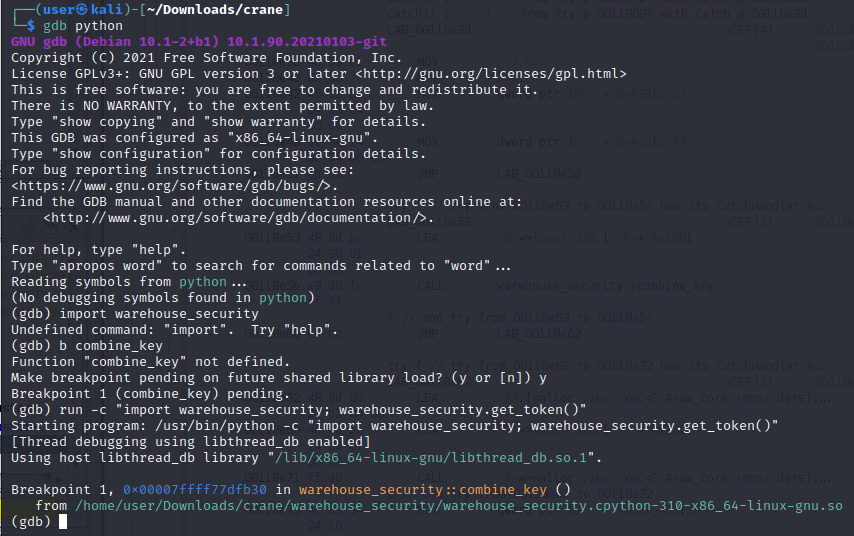 ┌──(user㉿kali)-[~/Downloads/crane]
└─$ gdb python
GNU gdb (Debian 10.1-2+b1) 10.1.90.20210103-git
Copyright (C) 2021 Free Software Foundation, Inc.
License GPLv3+: GNU GPL version 3 or later <http://gnu.org/licenses/gpl.html>
This is free software: you are free to change and redistribute it.
There is NO WARRANTY, to the extent permitted by law.
Type "show copying" and "show warranty" for details.
This GDB was configured as "x86_64-linux-gnu".
Type "show configuration" for configuration details.
For bug reporting instructions, please see:
<https://www.gnu.org/software/gdb/bugs/>.
Find the GDB manual and other documentation resources online at:
    <http://www.gnu.org/software/gdb/documentation/>.

For help, type "help".
Type "apropos word" to search for commands related to "word"...
Reading symbols from python...
(No debugging symbols found in python)
(gdb) import warehouse_security
Undefined command: "import".  Try "help".
(gdb) b combine_key
Function "combine_key" not defined.
Make breakpoint pending on future shared library load? (y or [n]) y
Breakpoint 1 (combine_key) pending.
(gdb) run -c "import warehouse_security; warehouse_security.get_token()"
Starting program: /usr/bin/python -c "import warehouse_security; warehouse_security.get_token()"
[Thread debugging using libthread_db enabled]
Using host libthread_db library "/lib/x86_64-linux-gnu/libthread_db.so.1".

Breakpoint 1, 0x00007ffff77dfb30 in warehouse_security::combine_key ()
   from /home/user/Downloads/crane/warehouse_security/warehouse_security.cpython-310-x86_64-linux-gnu.so
(gdb)